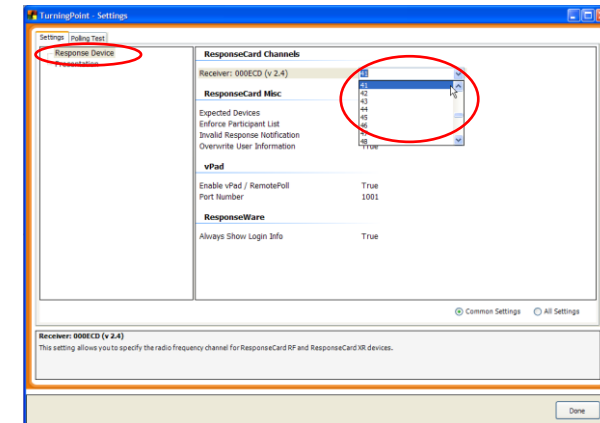 TurningPoint - Settings
Settings Polling Test
Response Device
Presentation
ResponseCard Channels
Receiver: 000ECD (v 2.4) 41
41
42
43
44
45
46
47
48
ResponseCard Misc
Expected Devices
Enforce Participant List
Invalid Response Notification
Overwrite User Information True
vPad
Enable vPad / RemotePoll True
Port Number 1001
ResponseWare
Always Show Login Info True
Common Settings All Settings
Receiver: 000ECD (v 2.4)
This setting allows you to specify the radio frequency channel for ResponseCard RF and ResponseCard XR devices.
Done